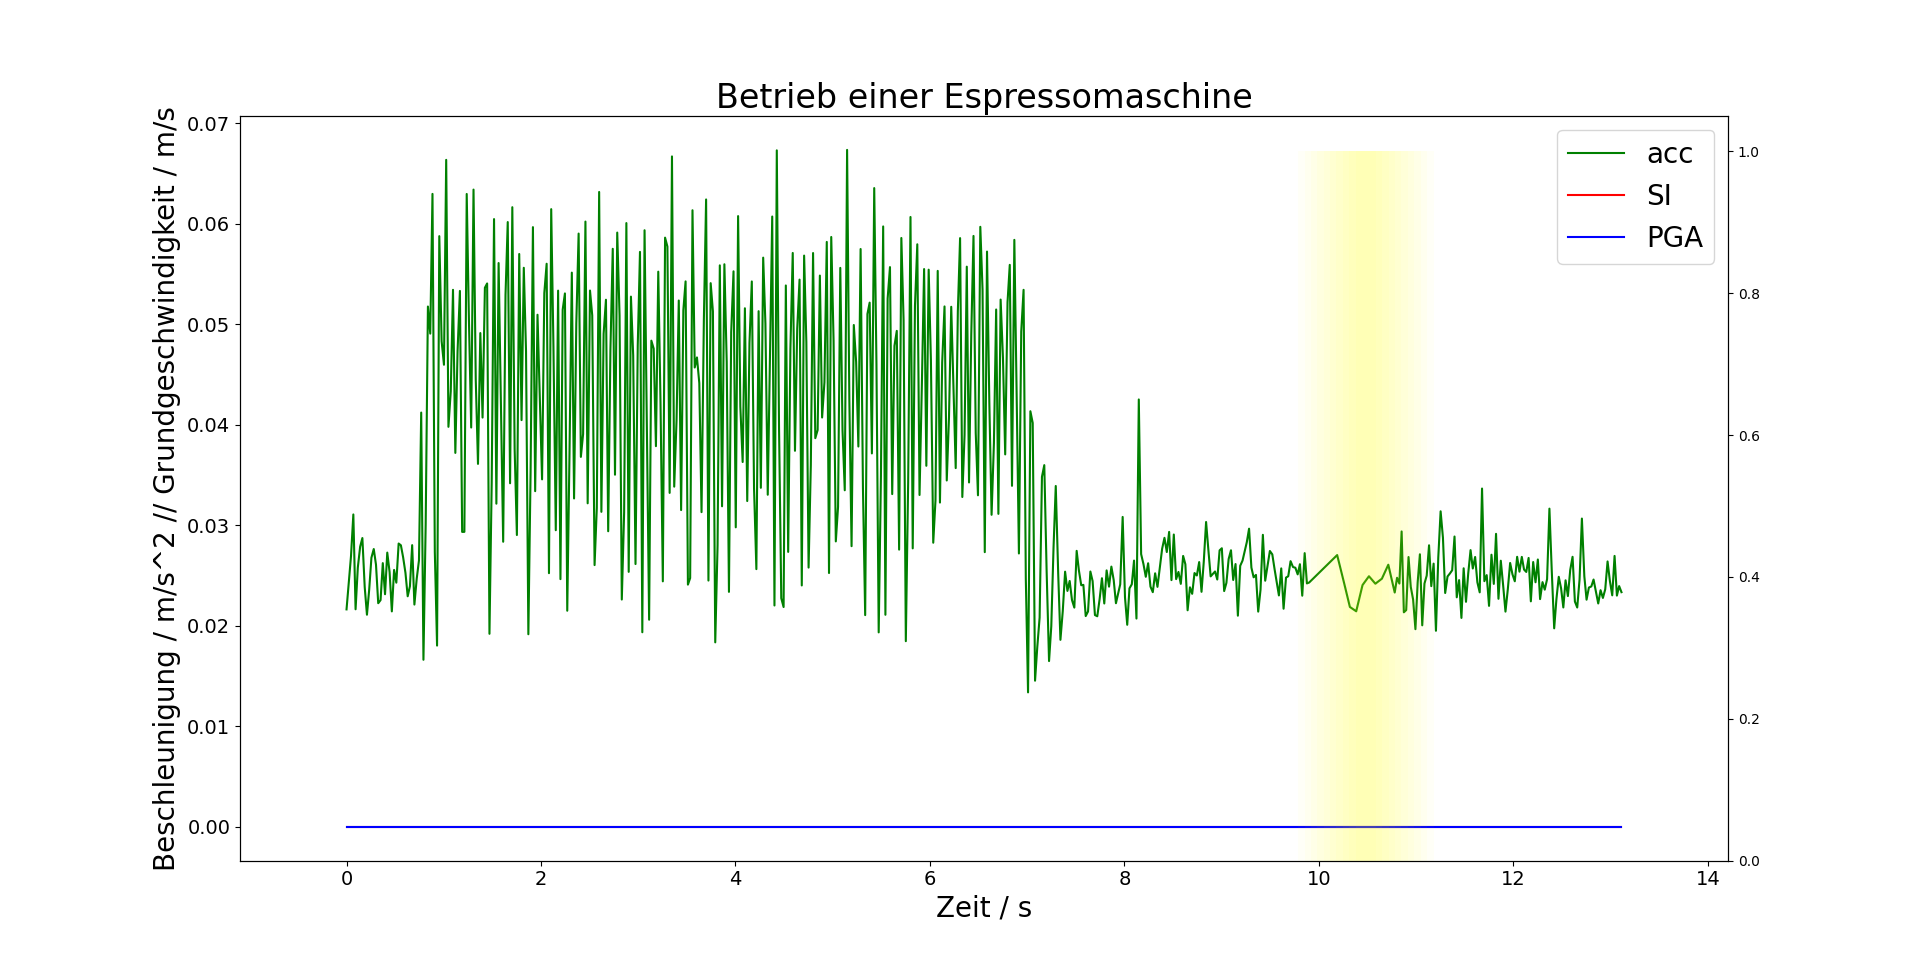 Betrieb einer Espressomaschine
Beschleunigung / m/s^2 // Grundgeschwindigkeit / m/s
0.07
0.06
0.05
0.04
0.03
0.02
0.01
0.00
acc
SI
PGA
1.0
0.8
0.6
0.4
0.2
0.0
0 2 4 6 8 10 12 14
Zeit / s